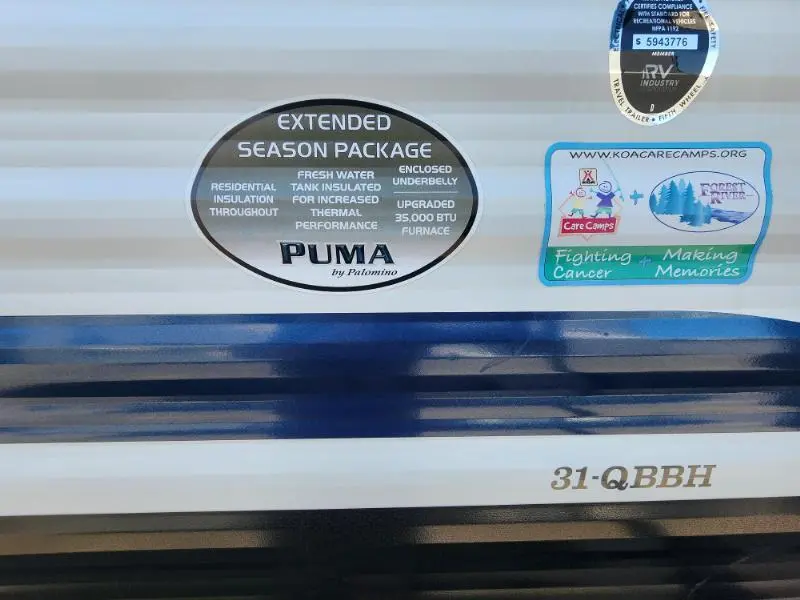 CERTIFIES COMPLIANCE
WITH STANDARD FOR
RECREATIONAL VEHICLES
NFPA 1192
S 5943776
MEMBER
RV
INDUSTRY
D
TRAVEL TRAILER • FIFTH WHEEL
EXTENDED
SEASON PACKAGE
RESIDENTIAL
INSULATION
THROUGHOUT
FRESH WATER
TANK INSULATED
FOR INCREASED
THERMAL
PERFORMANCE
ENCLOSED
UNDERBELLY
UPGRADED
35,000 BTU
FURNACE
PUMA
by Palomino
WWW.KOACARECAMPS.ORG
Care Camps
+
FOREST
RIVER
Fighting + Making
Cancer Memories
31-QBBH